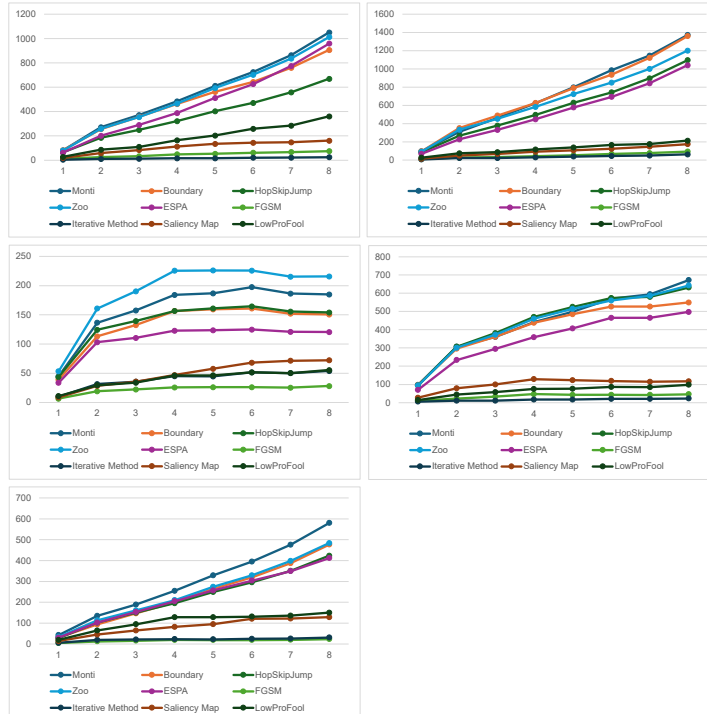 1200
1000
800
600
400
200
0
1 2 3 4 5 6 7 8
Monti Boundary HopSkipJump
Zoo ESPA FGSM
Iterative Method Saliency Map LowProFool
1600
1400
1200
1000
800
600
400
200
0
1 2 3 4 5 6 7 8
Monti Boundary HopSkipJump
Zoo ESPA FGSM
Iterative Method Saliency Map LowProFool
250
200
150
100
50
0
1 2 3 4 5 6 7 8
Monti Boundary HopSkipJump
Zoo ESPA FGSM
Iterative Method Saliency Map LowProFool
800
700
600
500
400
300
200
100
0
1 2 3 4 5 6 7 8
Monti Boundary HopSkipJump
Zoo ESPA FGSM
Iterative Method Saliency Map LowProFool
700
600
500
400
300
200
100
0
1 2 3 4 5 6 7 8
Monti Boundary HopSkipJump
Zoo ESPA FGSM
Iterative Method Saliency Map LowProFool